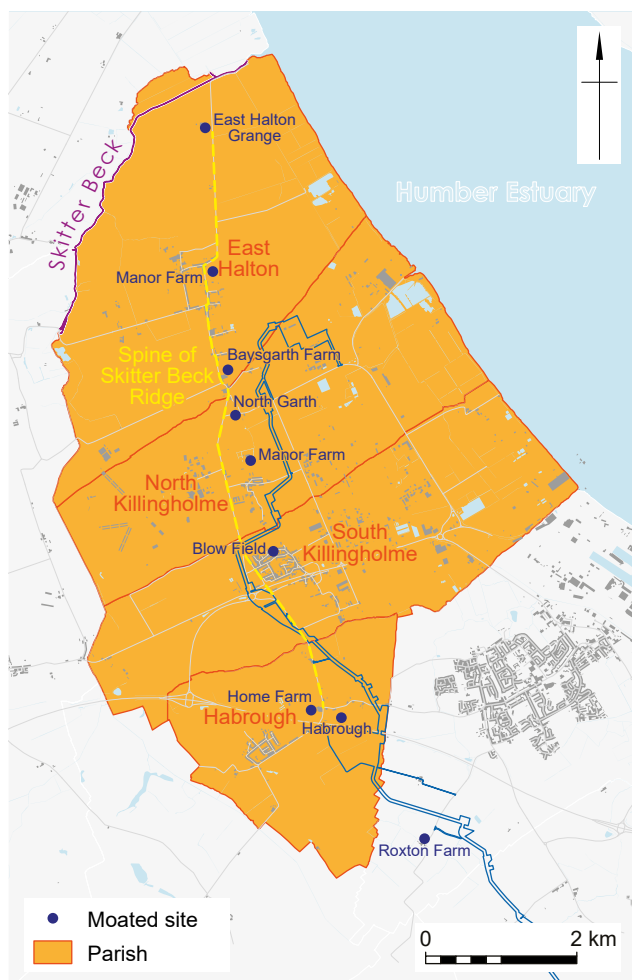 East Halton
Grange
Humber Estuary
Skitter Beck
East
Halton
Manor Farm
Spine of
Skitter Beck
Ridge
Baysgarth Farm
North Garth
Manor Farm
North
Killingholme
South
Killingholme
Blow Field
Home Farm
Habrough
Habrough
Roxton Farm
Moated site
Parish
0
2 km